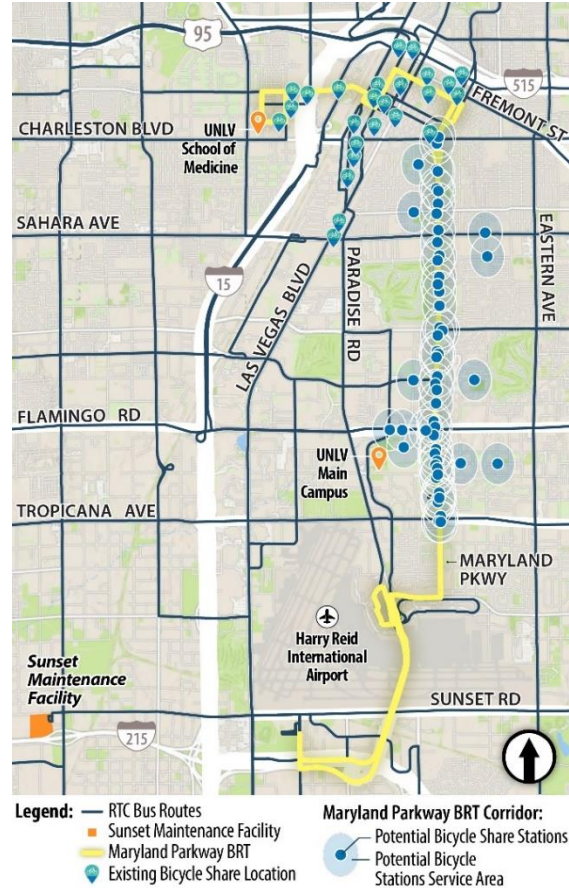 95
515
FREMONT ST
CHARLESTON BLVD
UNLV
School of
Medicine
SAHARA AVE
15
LAS VEGAS BLVD
PARADISE RD
EASTERN AVE
FLAMINGO RD
UNLV
Main
Campus
TROPICANA AVE
MARYLAND
PKWY
Harry Reid
International
Airport
Sunset
Maintenance
Facility
SUNSET RD
215
Legend:
RTC Bus Routes
Sunset Maintenance Facility
Maryland Parkway BRT
Existing Bicycle Share Location
Maryland Parkway BRT Corridor:
Potential Bicycle Share Stations
Potential Bicycle
Stations Service Area